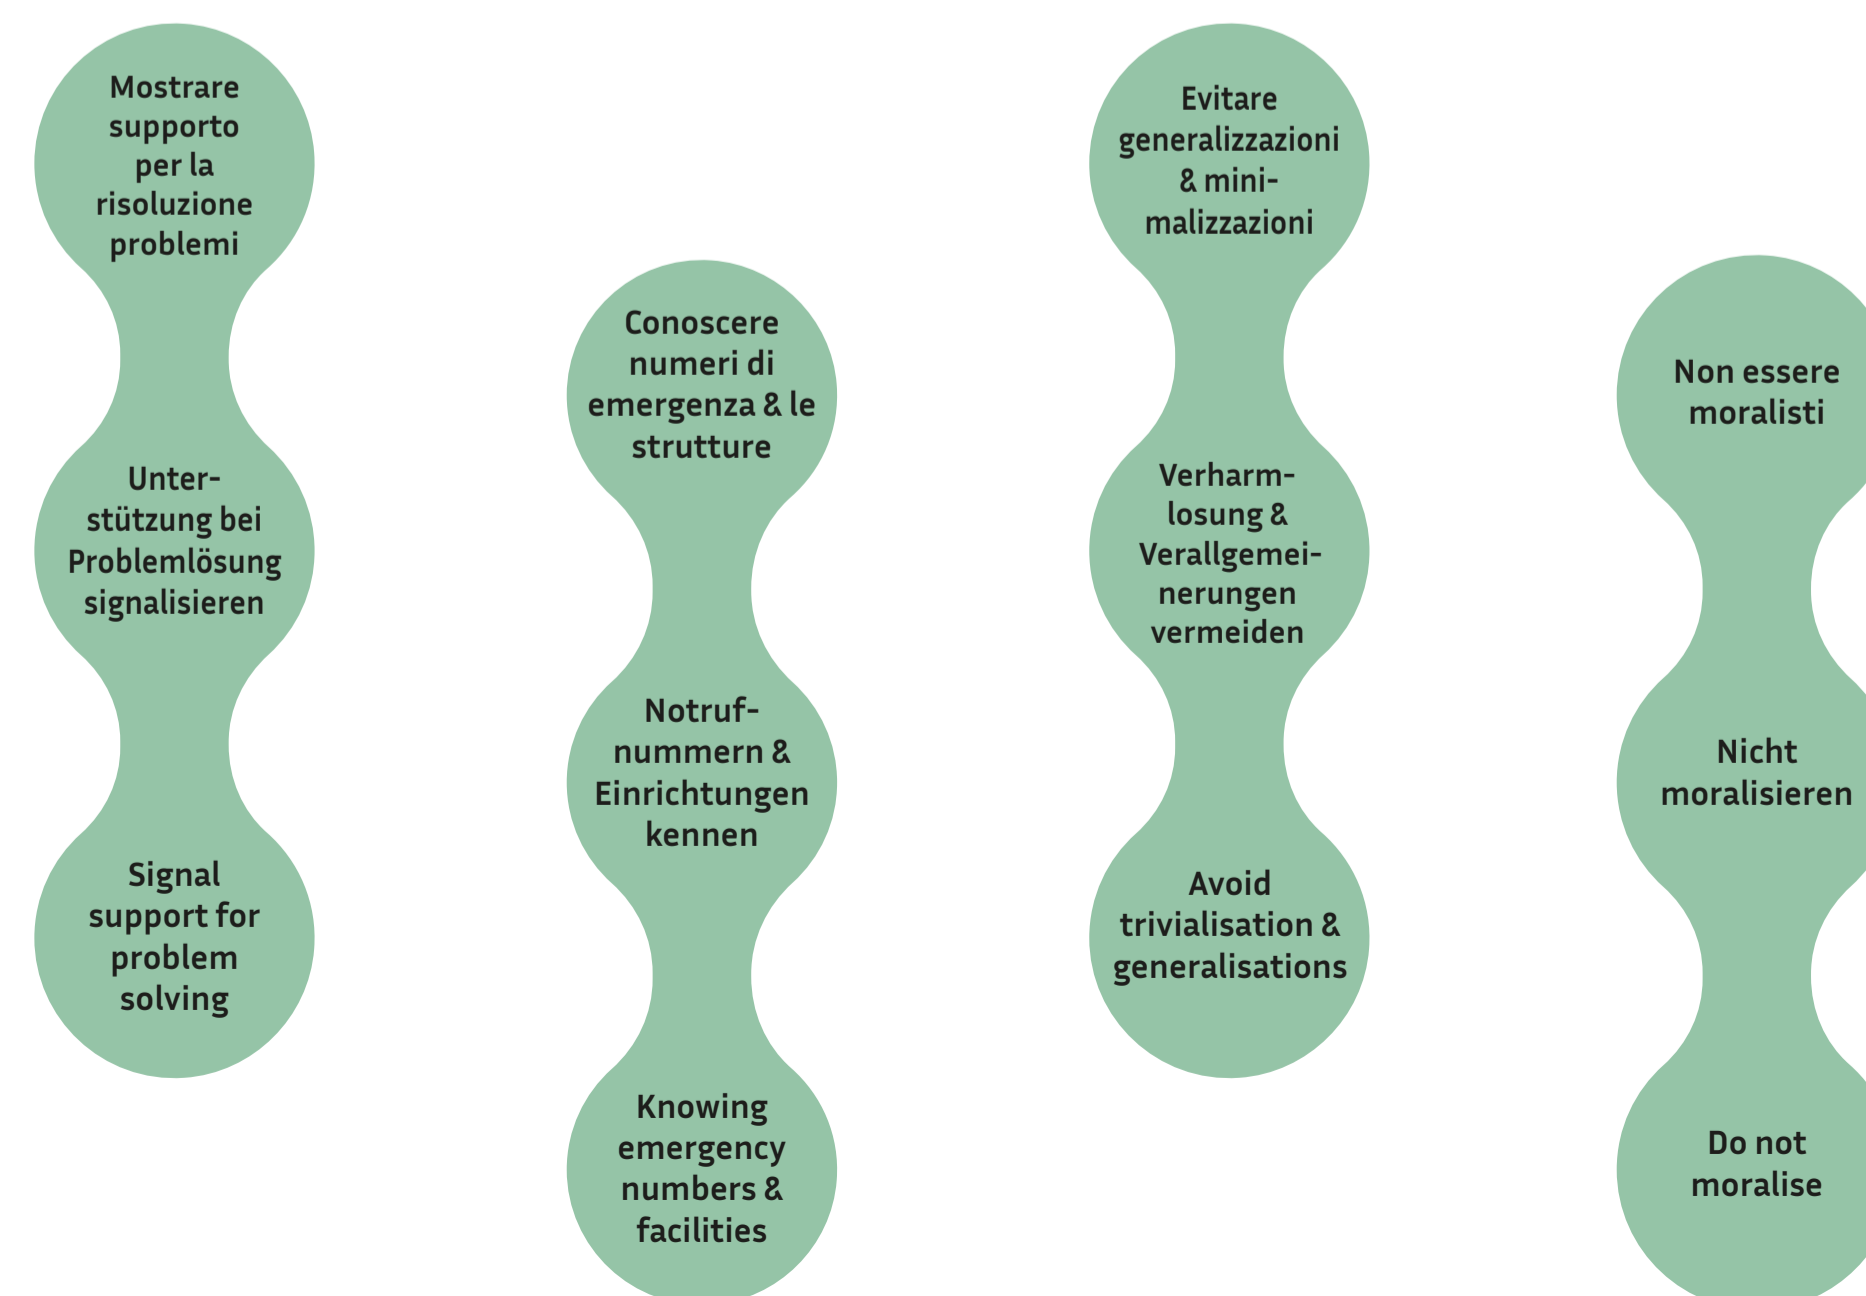 Mostrare
supporto
per la
risoluzione
problemi
Unter-
stützung bei
Problemlösung
signalisieren
Signal
support for
problem
solving
Conoscere
numeri di
emergenza & le
strutture
Notruf-
nummern &
Einrichtungen
kennen
Knowing
emergency
numbers &
facilities
Evitare
generalizzazioni
& mini-
malizzazioni
Verharm-
losung &
Verallgemei-
nerungen
vermeiden
Avoid
trivialisation &
generalisations
Non essere
moralisti
Nicht
moralisieren
Do not
moralise